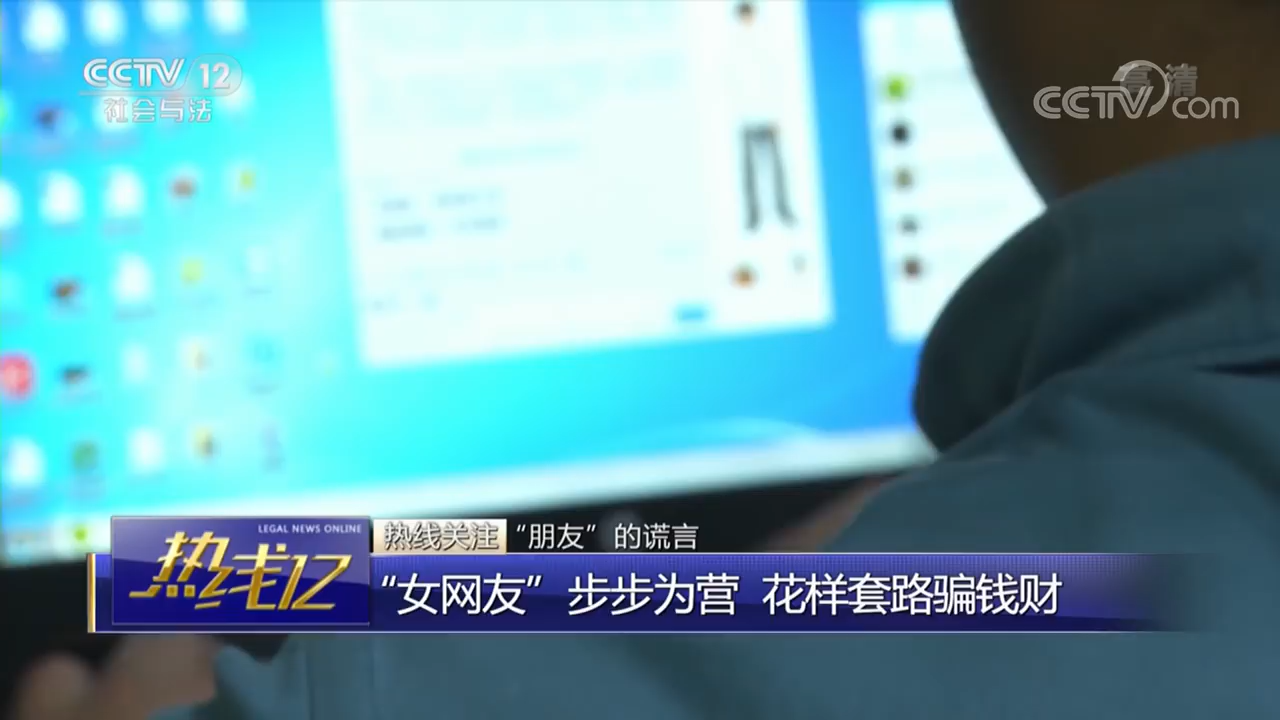 CCTV 12
社会与法
高清
CCTV.com
LEGAL NEWS ONLINE
热线12
热线关注 “朋友”的谎言
“女网友”步步为营 花样套路骗钱财